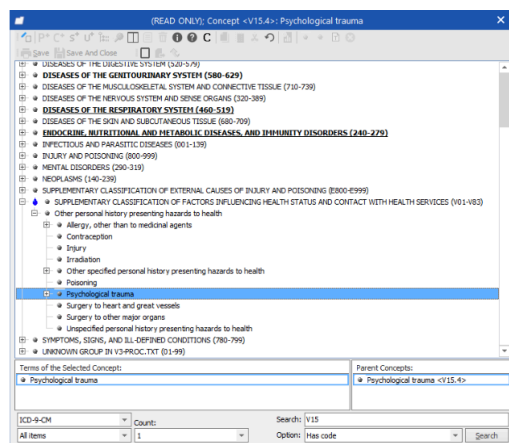 (READ ONLY); Concept <V15.4>: Psychological trauma
Save Save And Close
DISEASES OF THE DIGESTIVE SYSTEM (520-579)
DISEASES OF THE GENITOURINARY SYSTEM (580-629)
DISEASES OF THE MUSCULOSKELETAL SYSTEM AND CONNECTIVE TISSUE (710-739)
DISEASES OF THE NERVOUS SYSTEM AND SENSE ORGANS (320-389)
DISEASES OF THE RESPIRATORY SYSTEM (460-519)
DISEASES OF THE SKIN AND SUBCUTANEOUS TISSUE (680-709)
ENDOCRINE, NUTRITIONAL AND METABOLIC DISEASES, AND IMMUNITY DISORDERS (240-279)
INFECTIOUS AND PARASITIC DISEASES (001-139)
INJURY AND POISONING (800-999)
MENTAL DISORDERS (290-319)
NEOPLASMS (140-239)
SUPPLEMENTARY CLASSIFICATION OF EXTERNAL CAUSES OF INJURY AND POISONING (E800-E999)
SUPPLEMENTARY CLASSIFICATION OF FACTORS INFLUENCING HEALTH STATUS AND CONTACT WITH HEALTH SERVICES (V01-V83)
Other personal history presenting hazards to health
Allergy, other than to medicinal agents
Contraception
Injury
Irradiation
Other specified personal history presenting hazards to health
Poisoning
Psychological trauma
Surgery to heart and great vessels
Surgery to other major organs
Unspecified personal history presenting hazards to health
SYMPTOMS, SIGNS, AND ILL-DEFINED CONDITIONS (780-799)
UNKNOWN GROUP IN V3-PROC.TXT (01-99)
Terms of the Selected Concept: Parent Concepts:
Psychological trauma Psychological trauma <V15.4>
ICD-9-CM Count: Search: V15
All items 1 Option: Has code Search